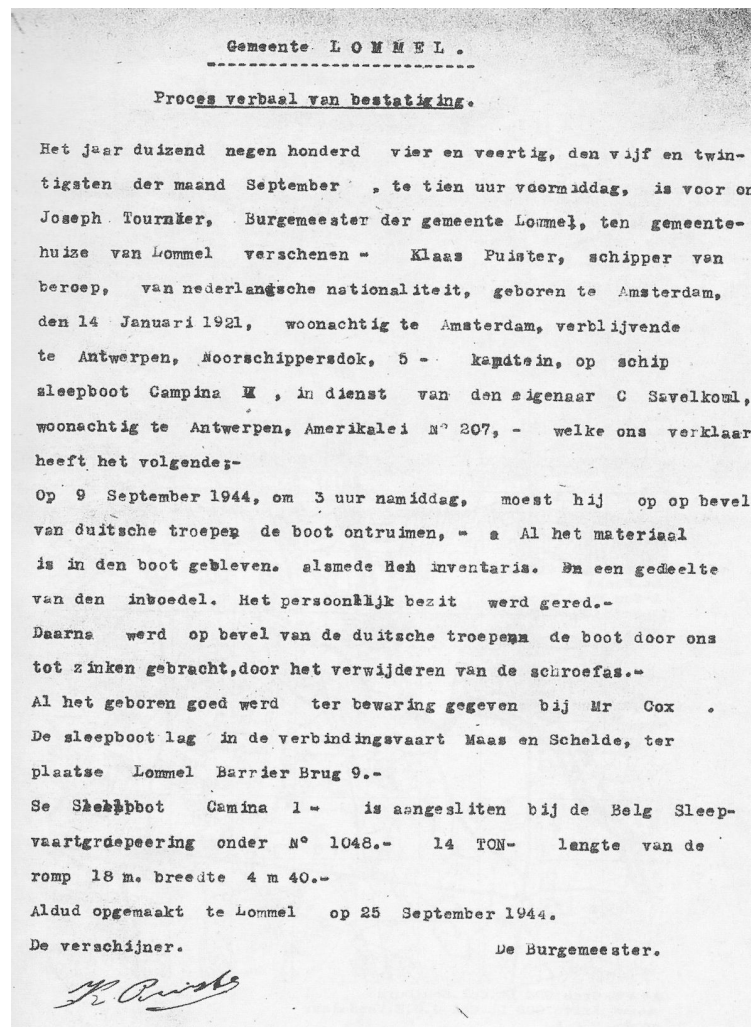 Gemeente L O M M E L .
Proces verbaal van bestatiging.
Het jaar duizend negen honderd vier en veertig, den vijf en twin-
tigsten der maand September , te tien uur voormiddag, is voor on
Joseph Tournier, Burgemeester der gemeente Lommel, ten gemeente-
huize van Lommel verschenen - Klaas Puister, schipper van
beroep, van nederlangsche nationaliteit, geboren te Amsterdam,
den 14 Januari 1921, woonachtig te Amsterdam, verblijvende
te Antwerpen, Noorschippersdok, 5 - op schip
sleepboot Campina , in dienst van den eigenaar C Savelkoul,
woonachtig te Antwerpen, Amerikalei N° 207, - welke ons verklaar
heeft het volgende;-
Op 9 September 1944, om 3 uur namiddag, moest hij op op bevel
van duitsche troepen de boot ontruimen, - Al het materiaal
is in den boot gebleven. alsmede inventaris. een gedeelte
van den inboedel. Het persoonlijk bezit werd gered.-
Daarna werd op bevel van de duitsche troepen de boot door ons
tot zinken gebracht,door het verwijderen van de schroefas.-
Al het geboren goed werd ter bewaring gegeven bij Mr Cox .
De sleepboot lag in de verbindingsvaart Maas en Schelde, ter
plaatse Lommel Barrier Brug 9.-
Se Camina 1 - is aangesliten bij de Belg Sleep-
vaartgroepeering onder N° 1048.- 14 TON- lengte van de
romp 18 m. breedte 4 m 40.-
Aldud opgemaakt te Lommel op 25 September 1944.
De verschijner. De Burgemeester.